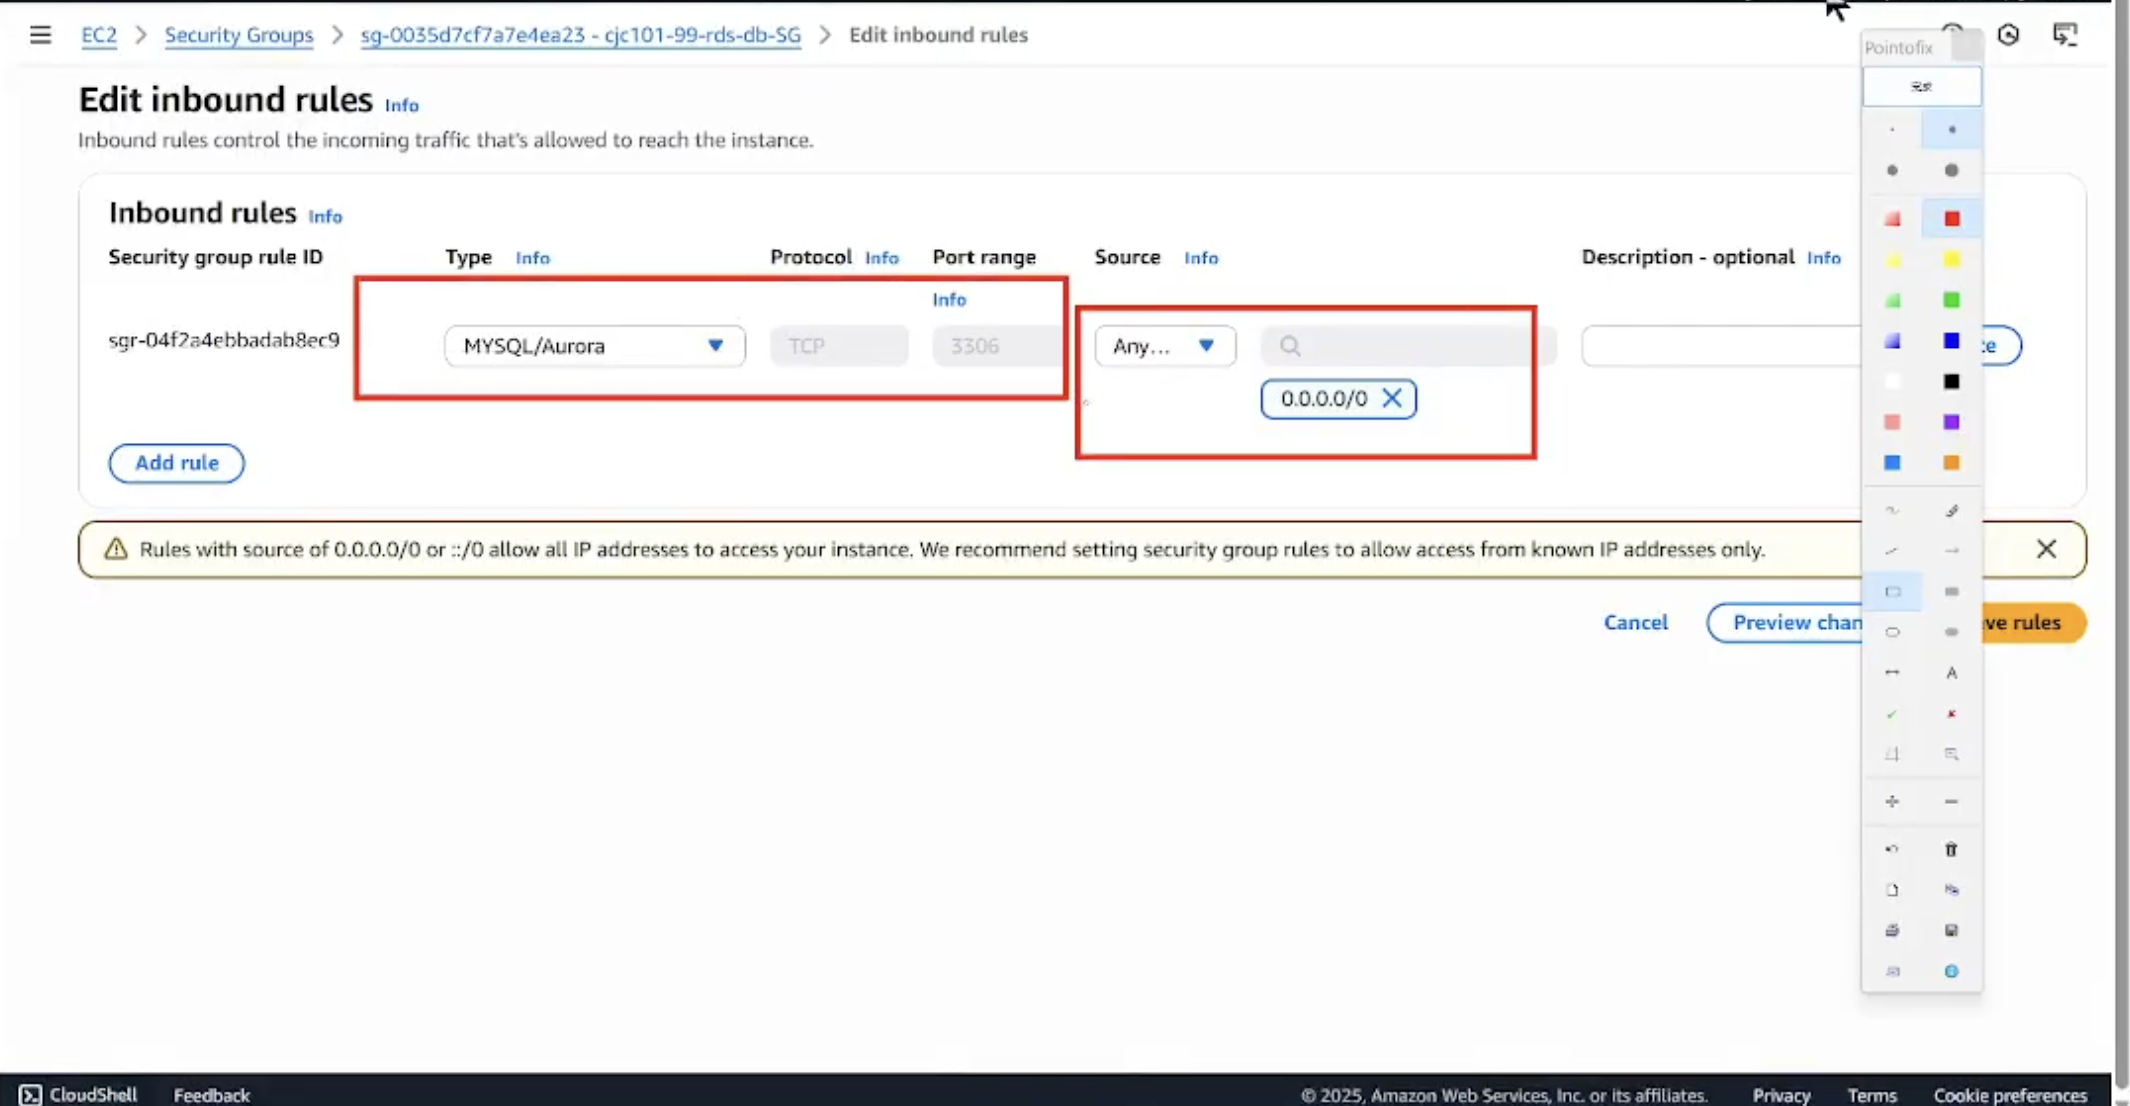 EC2 > Security Groups > sg-0035d7cf7a7e4ea23 - cjc101-99-rds-db-SG > Edit inbound rules
Pointofix
Edit inbound rules Info
Inbound rules control the incoming traffic that's allowed to reach the instance.
Inbound rules Info
Security group rule ID Type Info Protocol Info Port range Info Source Info Description - optional Info
sgr-04f2a4ebbadab8ec9 MYSQL/Aurora TCP 3306 Any...
0.0.0.0/0
Add rule
Rules with source of 0.0.0.0/0 or ::/0 allow all IP addresses to access your instance. We recommend setting security group rules to allow access from known IP addresses only.
Cancel Preview chan ve rules
A
CloudShell Feedback © 2025, Amazon Web Services, Inc. or its affiliates. Privacy Terms Cookie preferences